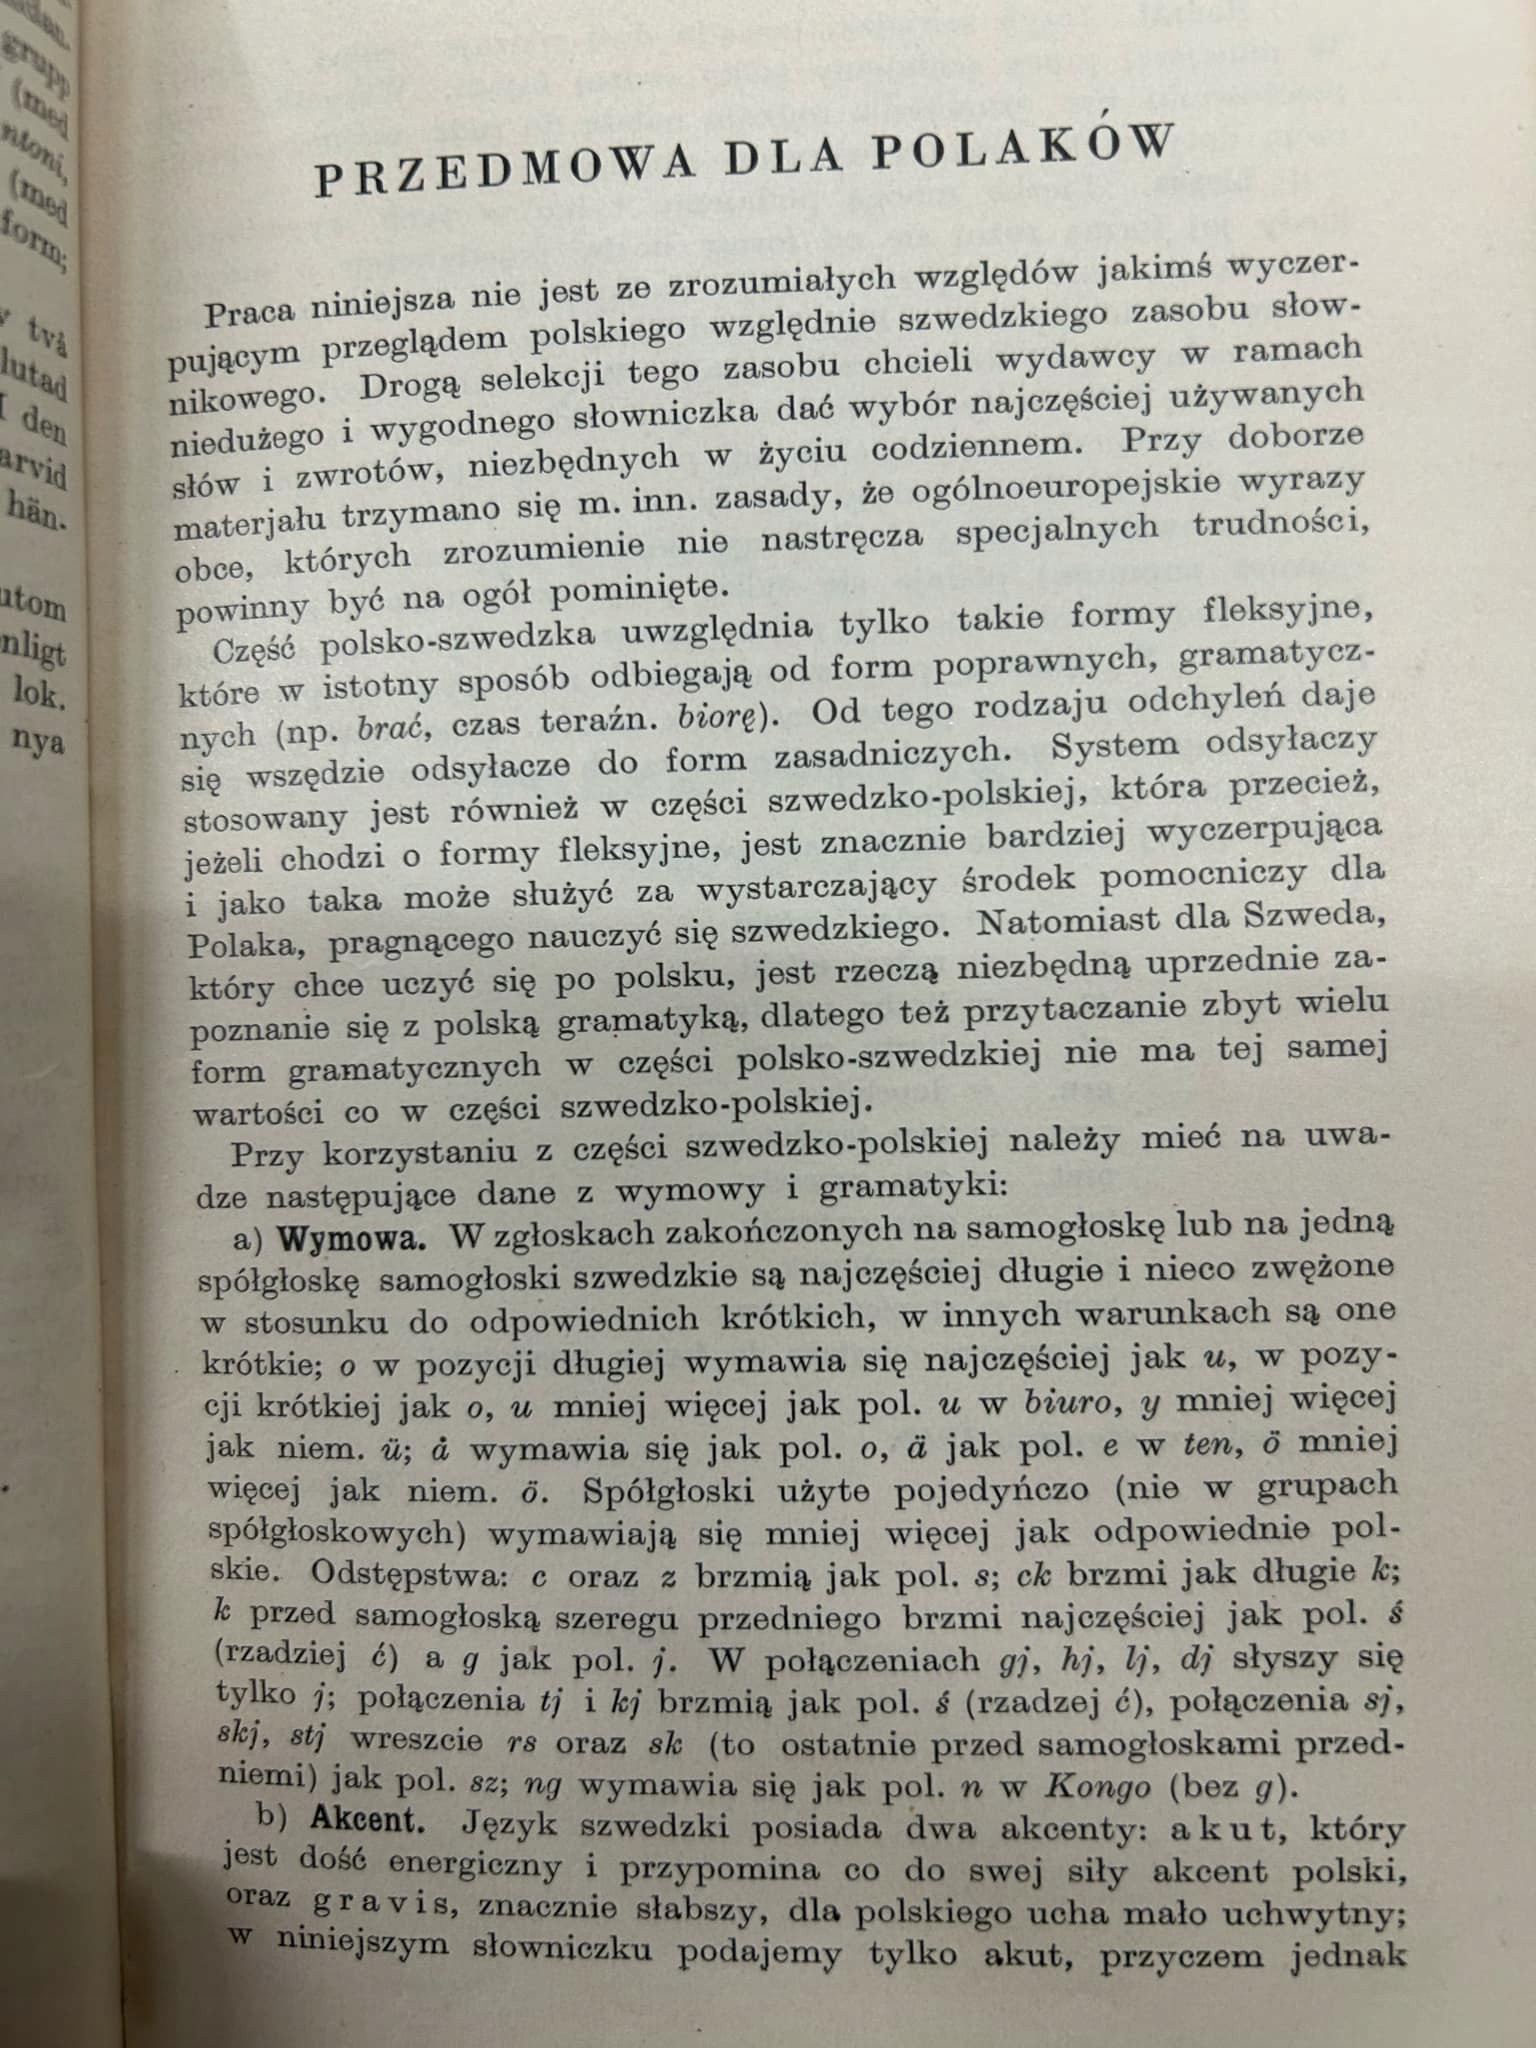 grupp
(med
ntoni,
(med
form;
två
lutad
den
arvid
hän-
utom
enligt
lok.
nya
PRZEDMOWA DLA POLAKÓW
Praca niniejsza nie jest ze zrozumiałych względów jakimś wyczer-
pującym przeglądem polskiego względnie szwedzkiego zasobu słow-
nikowego. Drogą selekcji tego zasobu chcieli wydawcy w ramach
niedużego i wygodnego słowniczka dać wybór najczęściej używanych
słów i zwrotów, niezbędnych w życiu codziennem. Przy doborze
materjału trzymano się m. inn. zasady, że ogólnoeuropejskie wyrazy
obce, których zrozumienie nie nastręcza specjalnych trudności,
powinny być na ogół pominięte.
Część polsko-szwedzka uwzględnia tylko takie formy fleksyjne,
które w istotny sposób odbiegają od form poprawnych, gramatycz-
nych (np. brać, czas teraźn. biorę). Od tego rodzaju odchyleń daje
się wszędzie odsyłacze do form zasadniczych. System odsyłaczy
stosowany jest również w części szwedzko-polskiej, która przecież,
jeżeli chodzi o formy fleksyjne, jest znacznie bardziej wyczerpująca
i jako taka może służyć za wystarczający środek pomocniczy dla
Polaka, pragnącego nauczyć się szwedzkiego. Natomiast dla Szweda,
który chce uczyć się po polsku, jest rzeczą niezbędną uprzednie za-
poznanie się z polską gramatyką, dlatego też przytaczanie zbyt wielu
form gramatycznych w części polsko-szwedzkiej nie ma tej samej
wartości co w części szwedzko-polskiej.
Przy korzystaniu z części szwedzko-polskiej należy mieć na uwa-
dze następujące dane z wymowy i gramatyki:
a) Wymowa. W zgłoskach zakończonych na samogłoskę lub na jedną
spółgłoskę samogłoski szwedzkie są najczęściej długie i nieco zwężone
w stosunku do odpowiednich krótkich, w innych warunkach są one
krótkie; o w pozycji długiej wymawia się najczęściej jak u, w pozy-
cji krótkiej jak o, u mniej więcej jak pol. u w biuro, y mniej więcej
jak niem. ü; å wymawia się jak pol. o, ä jak pol. e w ten, ö mniej
więcej jak niem. ö. Spółgłoski użyte pojedyńczo (nie w grupach
spółgłoskowych) wymawiają się mniej więcej jak odpowiednie pol-
skie. Odstępstwa: c oraz z brzmią jak pol. s; ck brzmi jak długie k;
k przed samogłoską szeregu przedniego brzmi najczęściej jak pol. ś
(rzadziej ć) a g jak pol. j. W połączeniach gj, hj, lj, dj słyszy się
tylko j; połączenia tj i kj brzmią jak pol. ś (rzadzej ć), połączenia sj,
skj, stj wreszcie rs oraz sk (to ostatnie przed samogłoskami przed-
niemi) jak pol. sz; ng wymawia się jak pol. n w Kongo (bez g).
b) Akcent. Język szwedzki posiada dwa akcenty: akut, który
jest dość energiczny i przypomina co do swej siły akcent polski,
oraz gravis, znacznie słabszy, dla polskiego ucha mało uchwytny;
w niniejszym słowniczku podajemy tylko akut, przyczem jednak